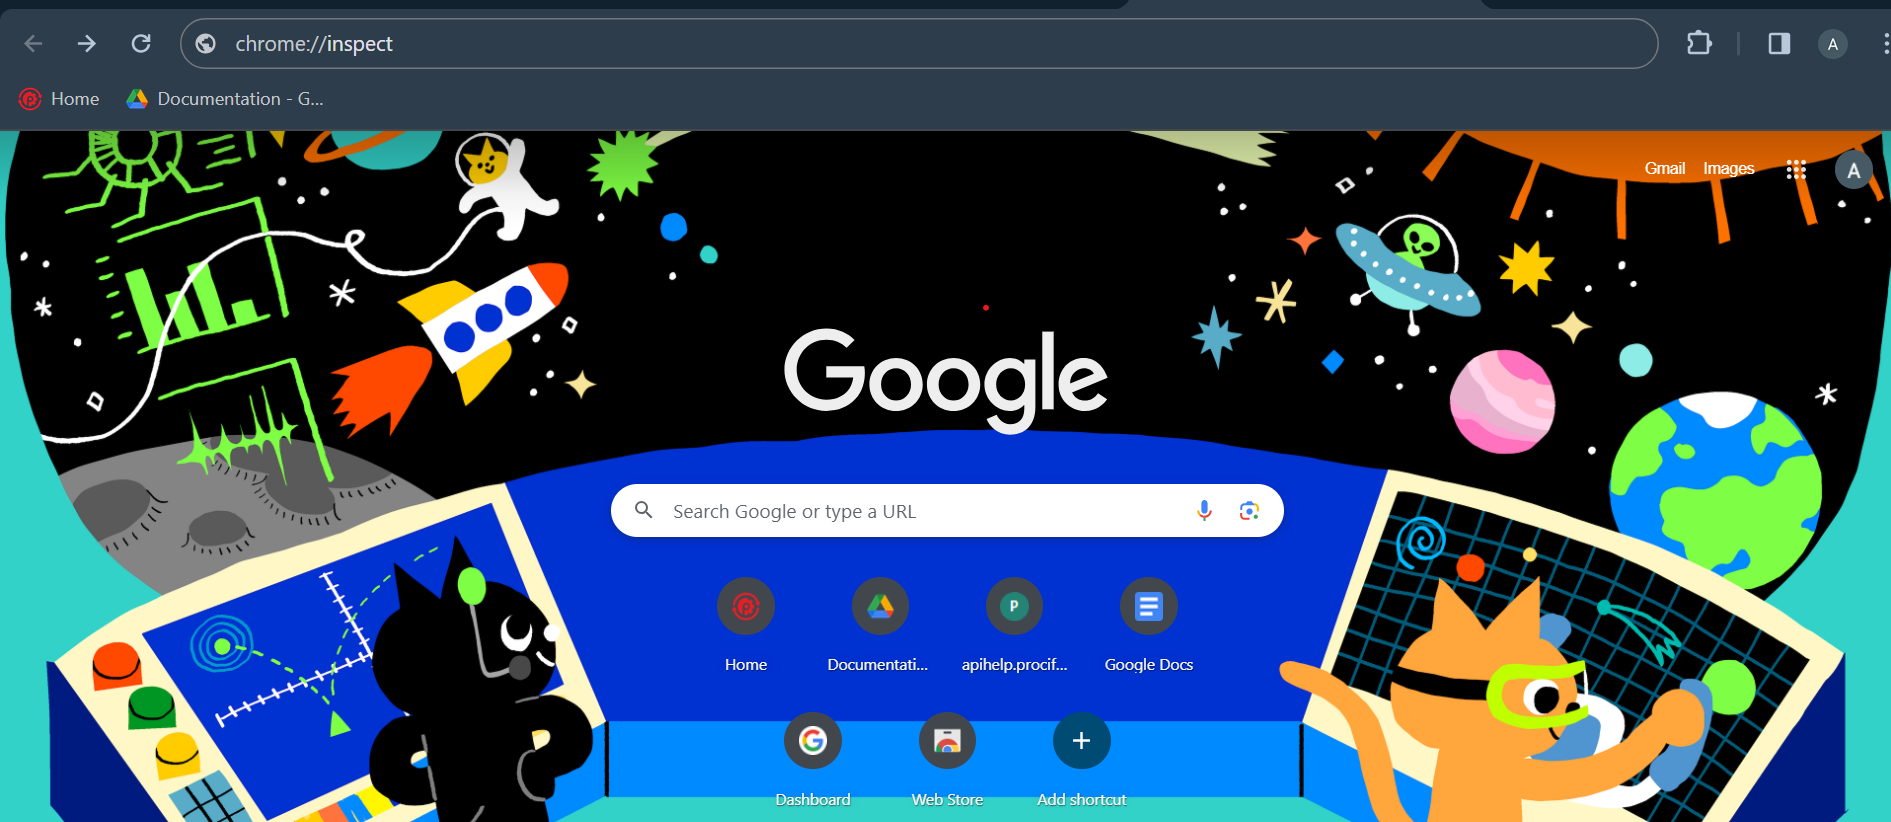 chrome://inspect
A
Home
Documentation - G...
Gmail Images
A
Google
Search Google or type a URL
P
Home Documentati... apihelp.procif... Google Docs
Dashboard Web Store Add shortcut